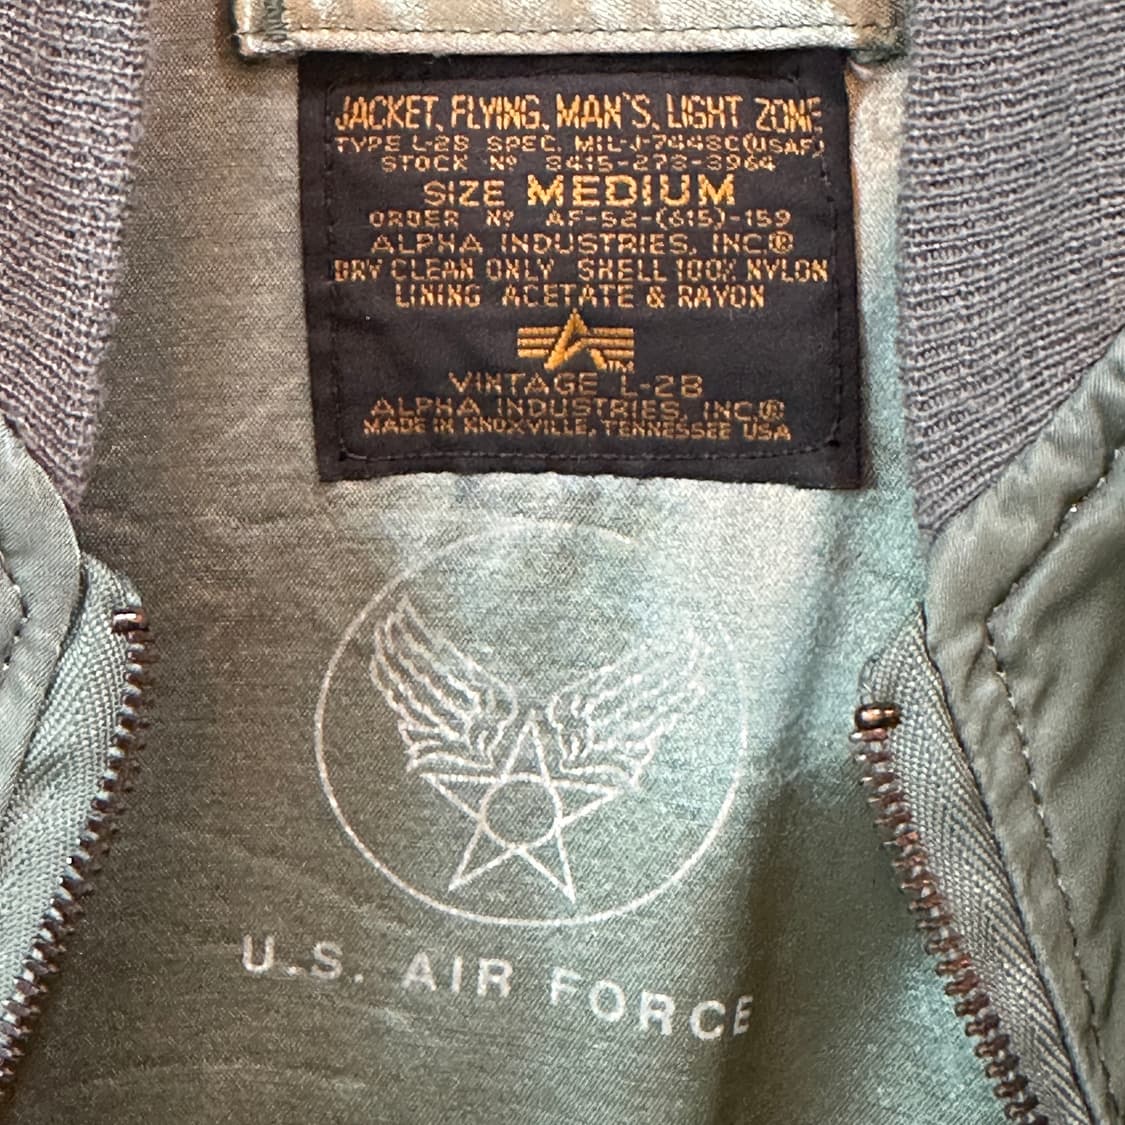 JACKET, FLYING, MAN'S, LIGHT ZONE
TYPE L-2B SPEC. MIL-J-7448C(USAF)
STOCK Nº 8415-273-3964
SIZE MEDIUM
ORDER Nº AF-52-(615)-159
ALPHA INDUSTRIES, INC.®
DRY CLEAN ONLY SHELL 100% NYLON
LINING ACETATE & RAYON
TM
VINTAGE L-2B
ALPHA INDUSTRIES, INC.®
MADE IN KNOXVILLE, TENNESSEE USA
U.S. AIR FORCE